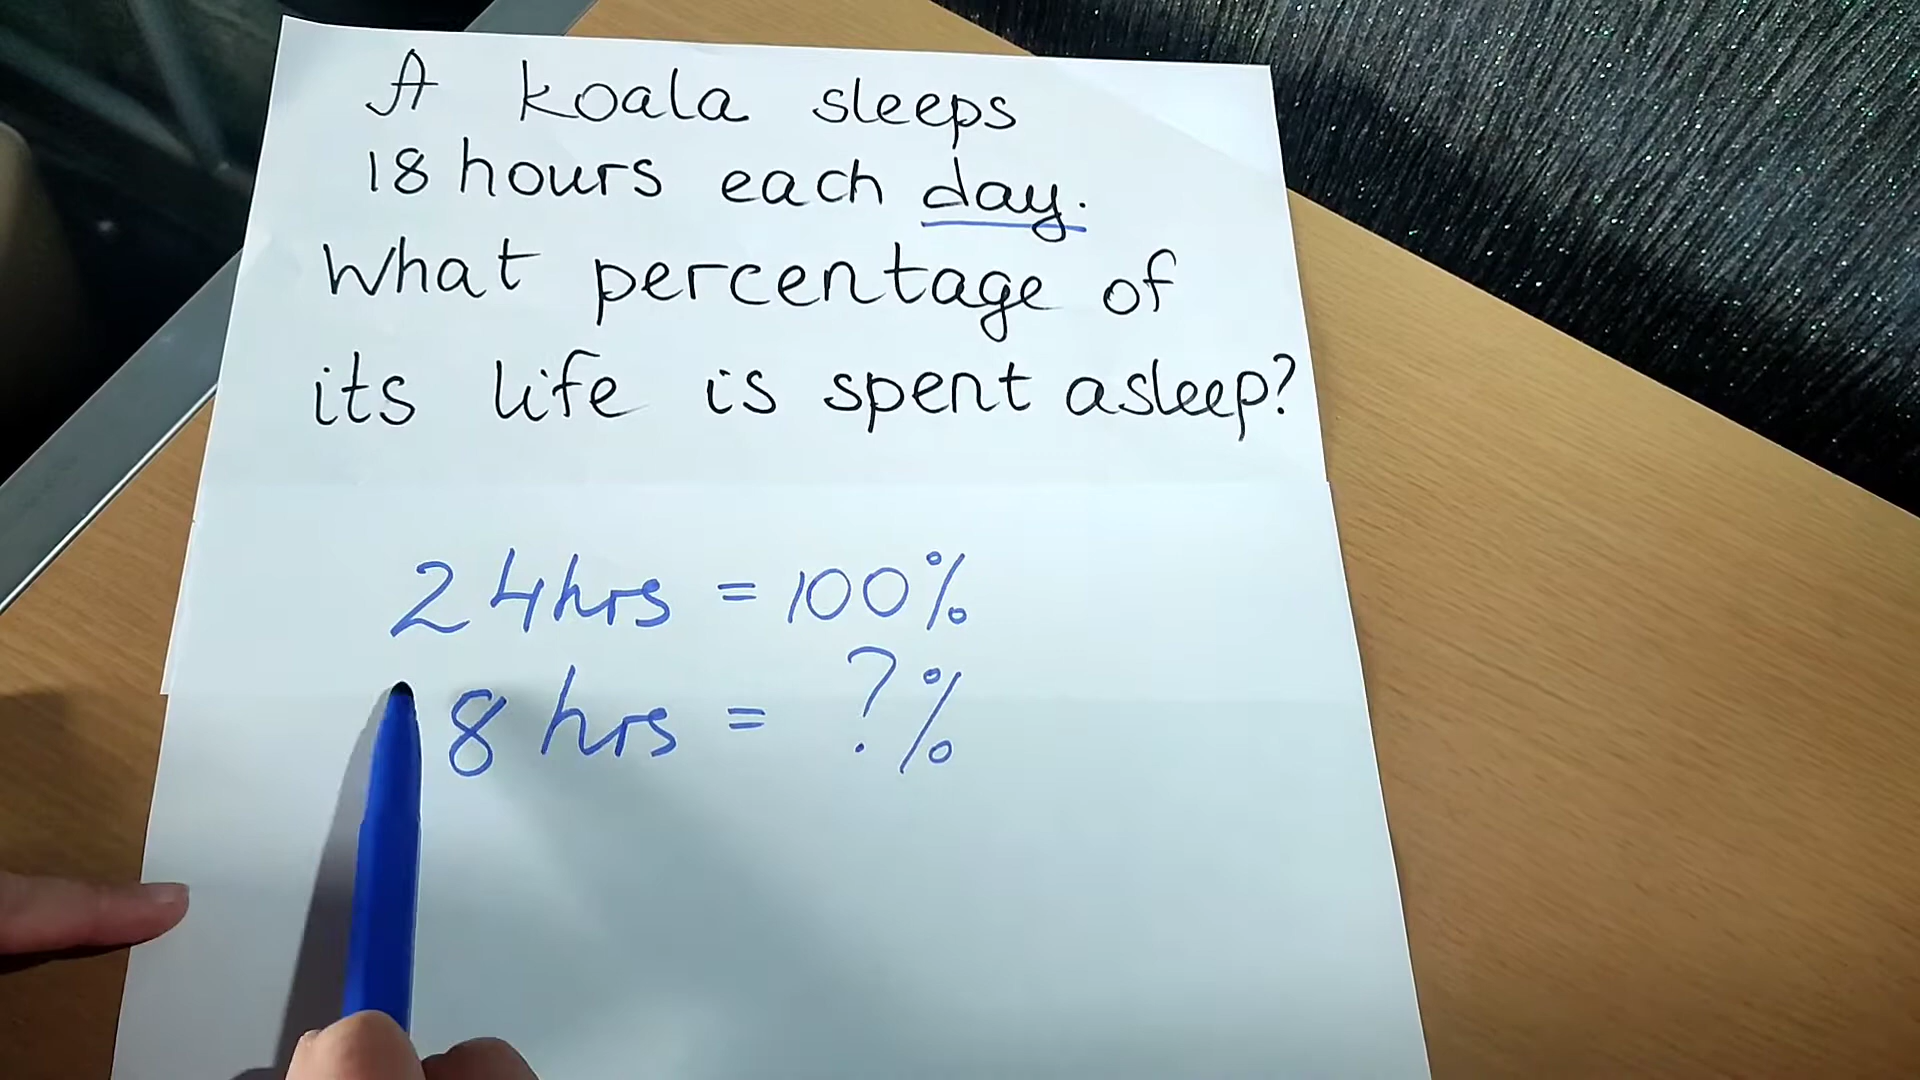 A koala sleeps
18 hours each day.
What percentage of
its life is spent asleep?
24hrs = 100%
8 hrs = ?%